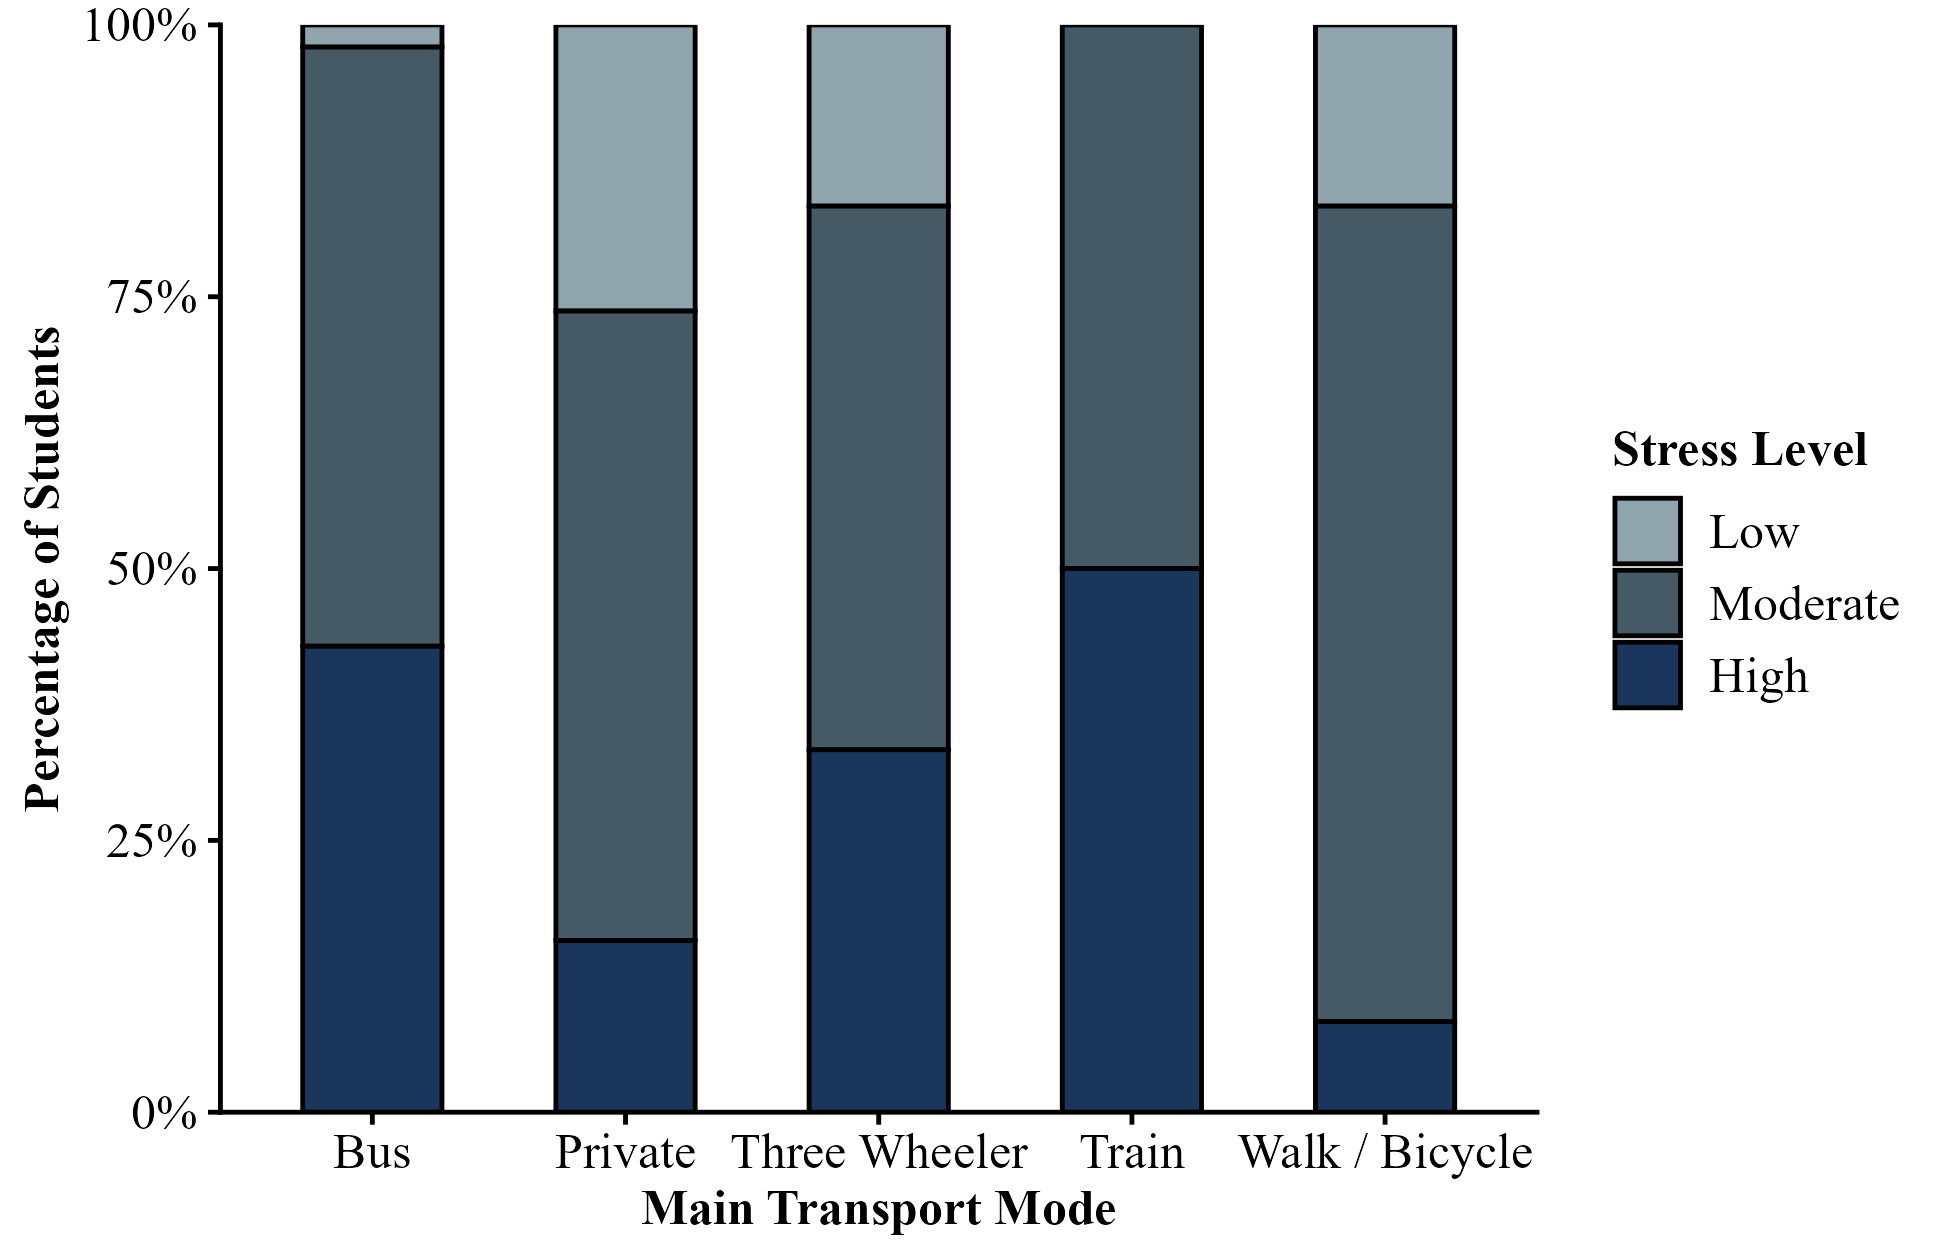 100%
75%
50%
25%
0%
Percentage of Students
Bus
Private
Three Wheeler
Train
Walk / Bicycle
Main Transport Mode
Stress Level
Low
Moderate
High